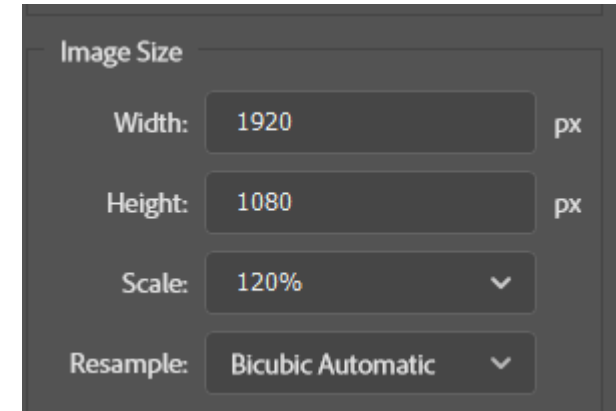 Image Size
Width: 1920 px
Height: 1080 px
Scale: 120%
Resample: Bicubic Automatic